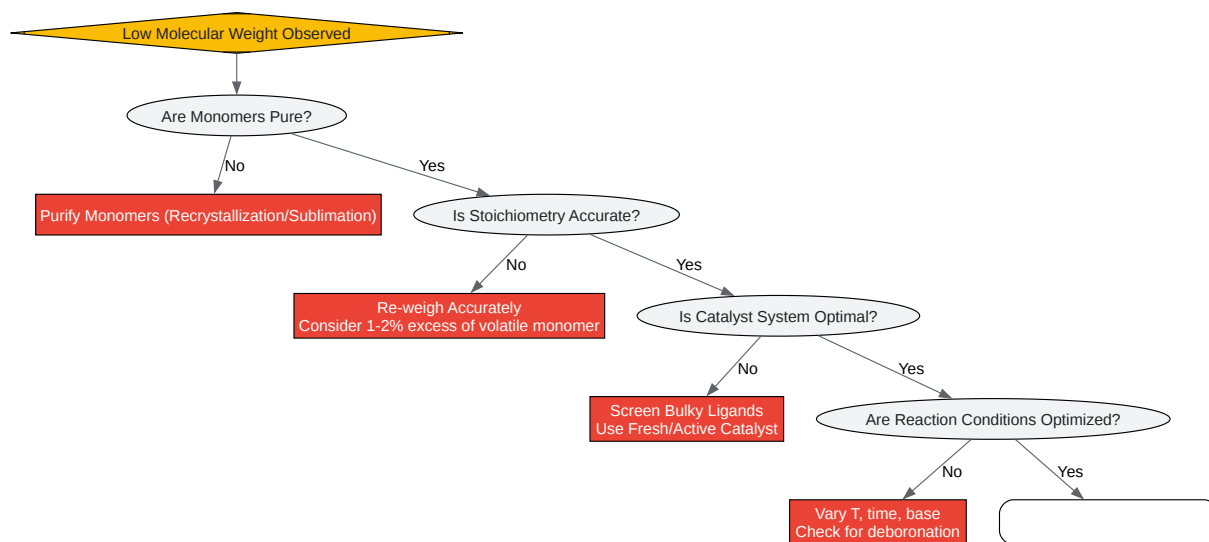 Low Molecular Weight Observed
Are Monomers Pure?
No
Yes
Purify Monomers (Recrystallization/Sublimation)
Is Stoichiometry Accurate?
No
Yes
Re-weigh Accurately
Consider 1-2% excess of volatile monomer
Is Catalyst System Optimal?
No
Yes
Screen Bulky Ligands
Use Fresh/Active Catalyst
Are Reaction Conditions Optimized?
No
Yes
Vary T, time, base
Check for deboronation